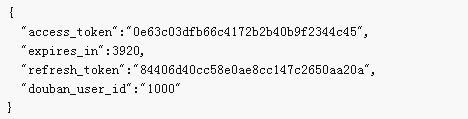 {
"access_token":"0e63c03dfb66c4172b2b40b9f2344c45",
"expires_in":3920,
"refresh_token":"84406d40cc58e0ae8cc147c2650aa20a",
"douban_user_id":"1000"
}